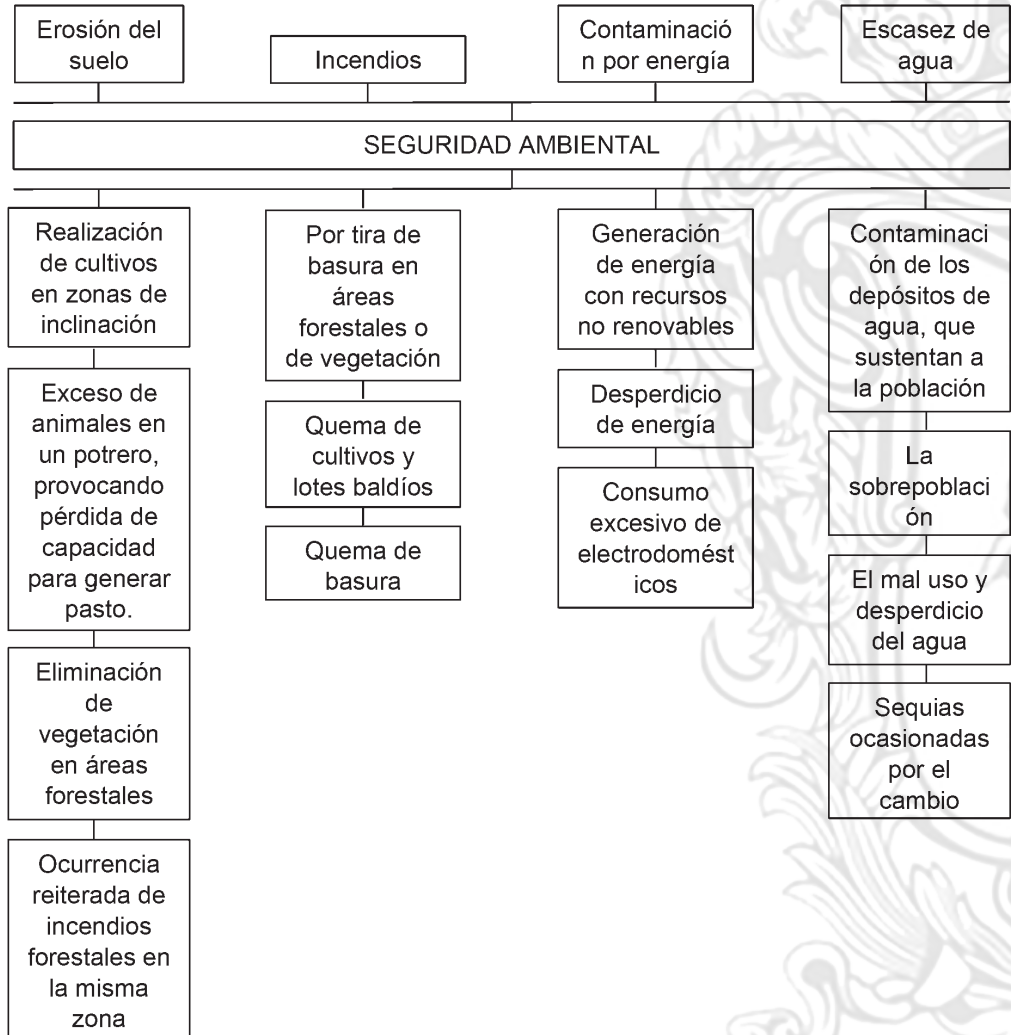 Erosión del
suelo
Incendios
Contaminació
n por energía
Escasez de
agua
SEGURIDAD AMBIENTAL
Realización
de cultivos
en zonas de
inclinación
Exceso de
animales en
un potrero,
provocando
pérdida de
capacidad
para generar
pasto.
Eliminación
de
vegetación
en áreas
forestales
Ocurrencia
reiterada de
incendios
forestales en
la misma
zona
Por tira de
basura en
áreas
forestales o
de vegetación
Quema de
cultivos y
lotes baldíos
Quema de
basura
Generación
de energía
con recursos
no renovables
Desperdicio
de energía
Consumo
excesivo de
electrodomést
icos
Contaminaci
ón de los
depósitos de
agua, que
sustentan a
la población
La
sobrepoblaci
ón
El mal uso y
desperdicio
del agua
Sequias
ocasionadas
por el
cambio